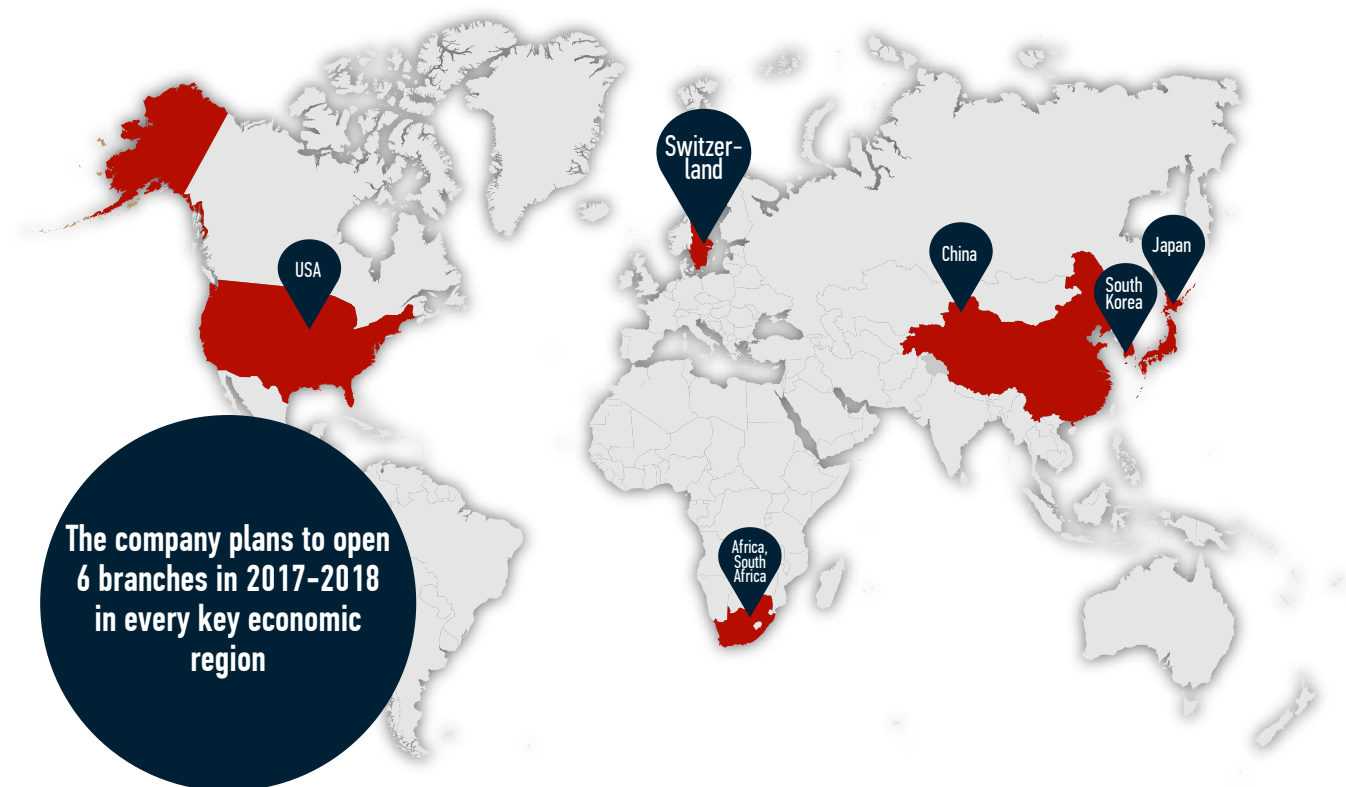 Switzer-
land
USA
China
Japan
South
Korea
Africa,
South
Africa
The company plans to open
6 branches in 2017-2018
in every key economic
region